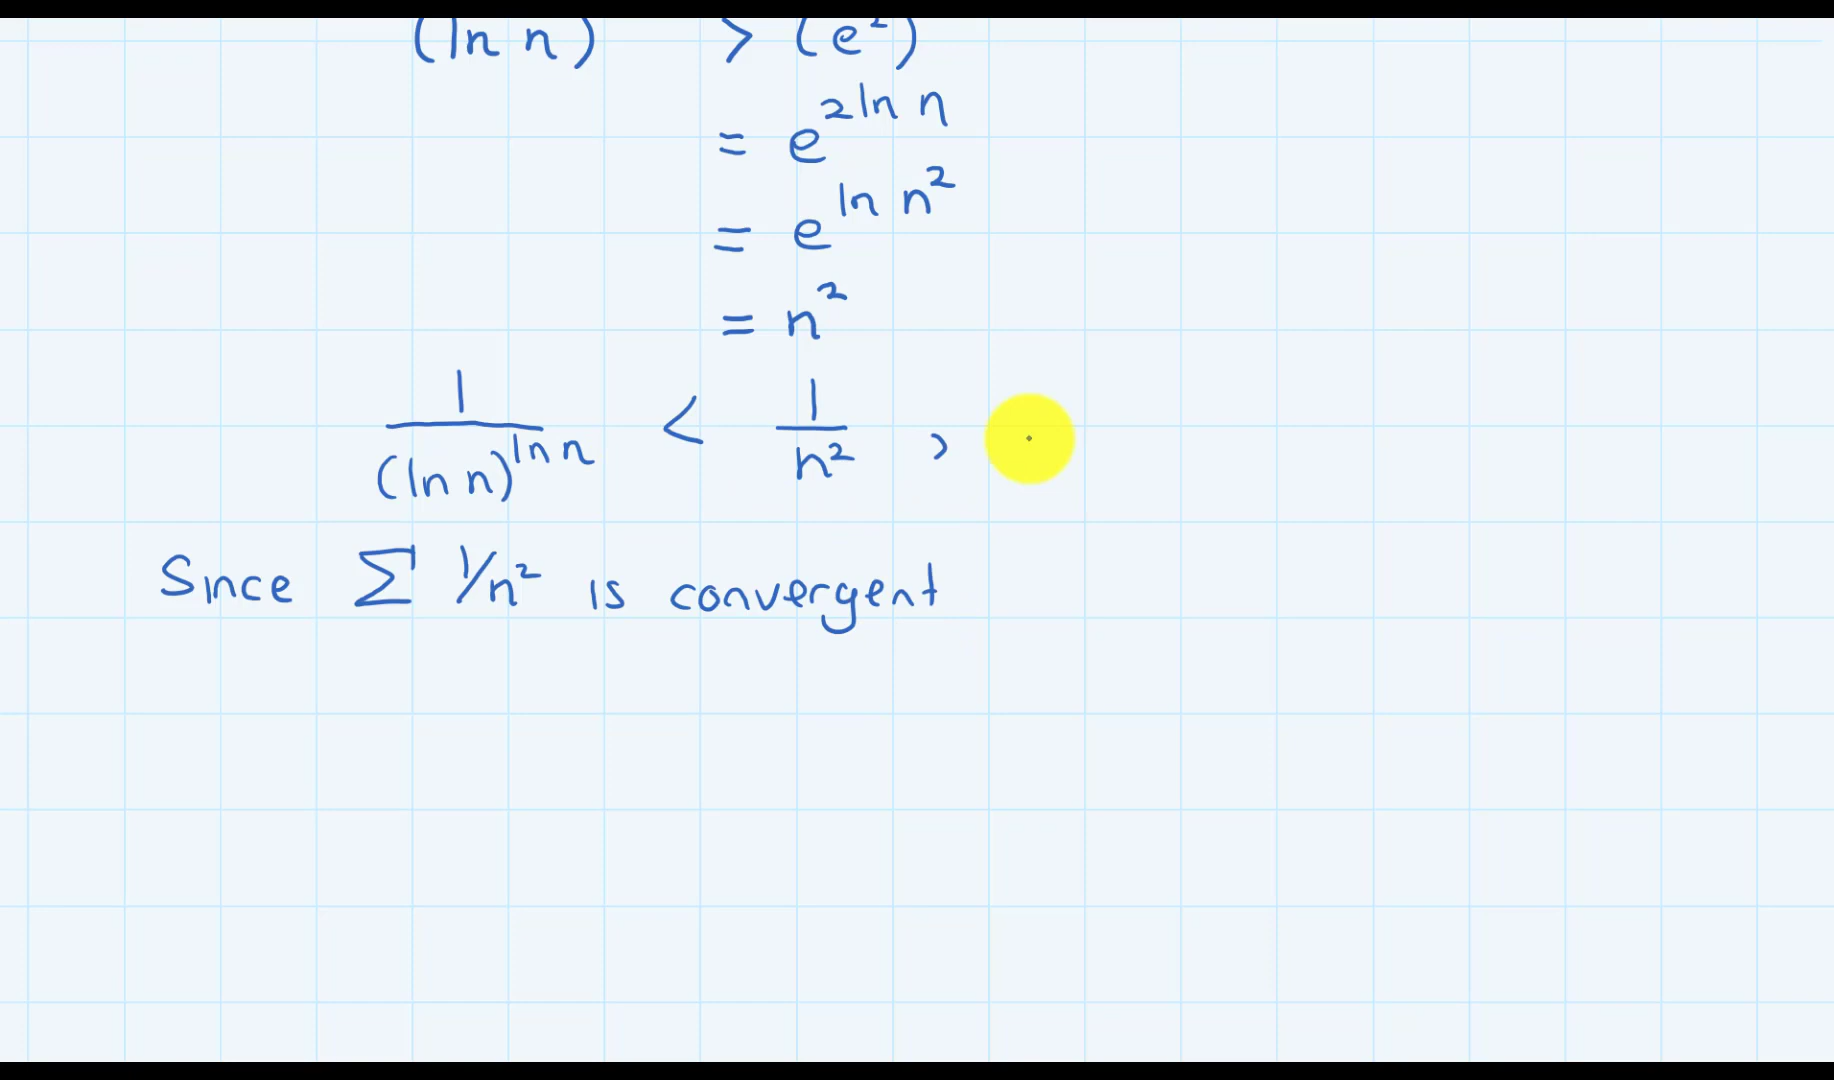 (ln n) > (e²)
= e^{2 ln n}
= e^{ln n²}
= n²
1/(ln n)^{ln n} < 1/n² ,
Since Σ 1/n² is convergent